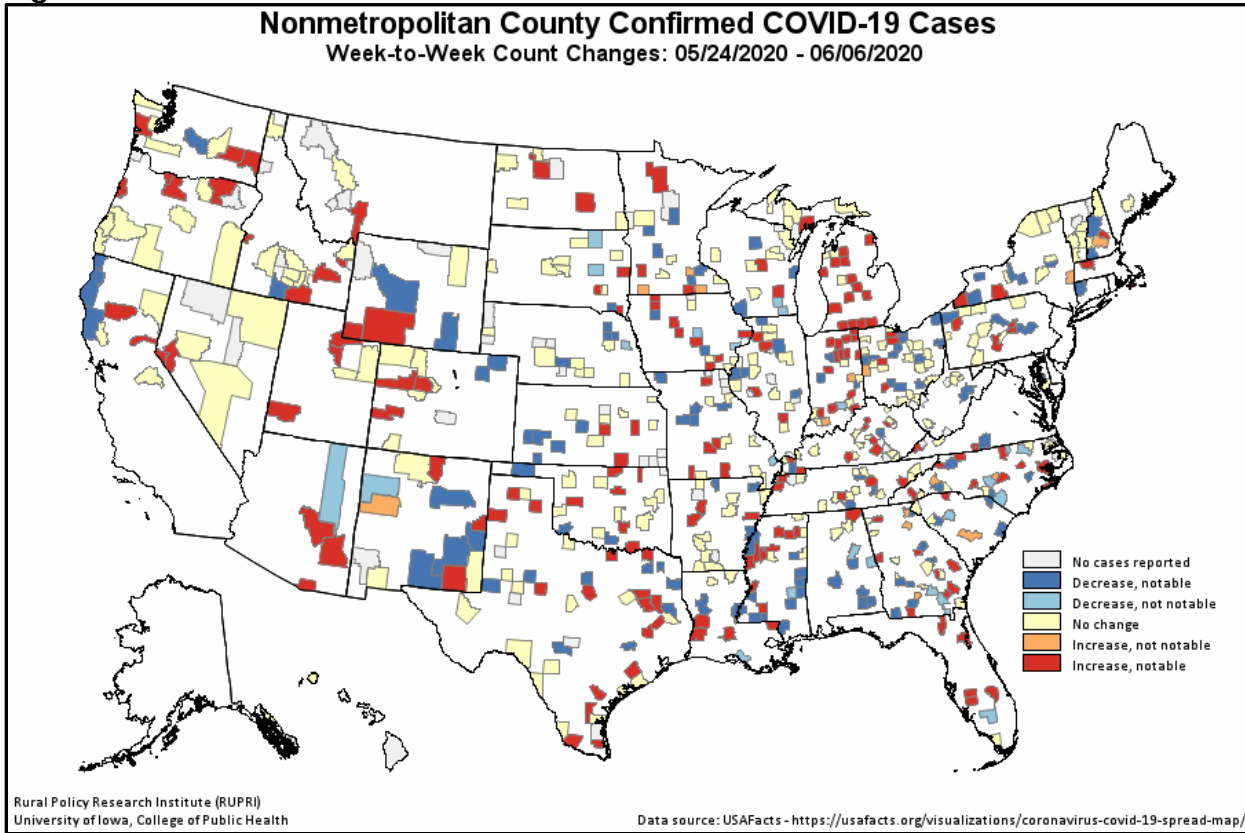 Nonmetropolitan County Confirmed COVID-19 Cases
Week-to-Week Count Changes: 05/24/2020 - 06/06/2020
No cases reported
Decrease, notable
Decrease, not notable
No change
Increase, not notable
Increase, notable
Rural Policy Research Institute (RUPRI)
University of Iowa, College of Public Health
Data source: USAFacts - https://usafacts.org/visualizations/coronavirus-covid-19-spread-map/